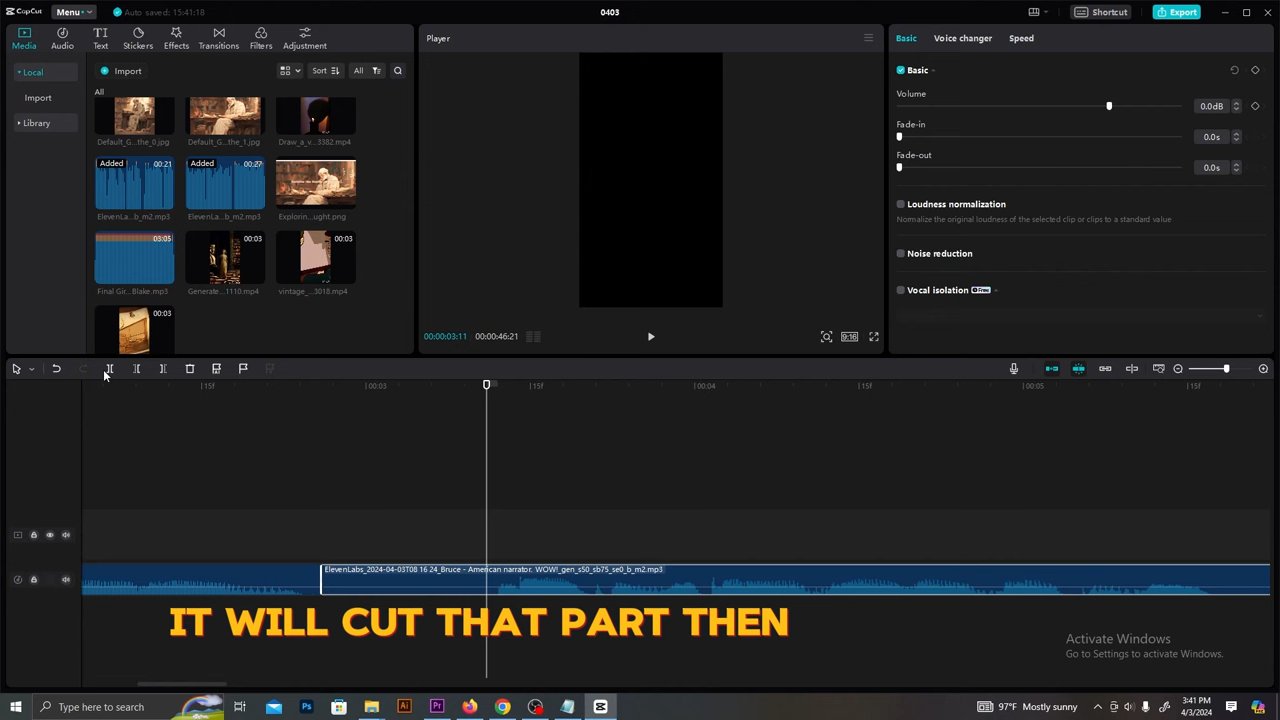 CapCut
Menu
Auto saved: 15:41:18
0403
Shortcut
Export
Media
Audio
Text
Stickers
Effects
Transitions
Filters
Adjustment
Local
Import
Library
Import
Sort
All
All
Default_G...the_0.jpg
Default_G...the_1.jpg
Draw_a_v...3382.mp4
Added
00:21
Added
00:27
ElevenLa...b_m2.mp3
ElevenLa...b_m2.mp3
Explorin...ught.png
03:05
00:03
00:03
Final Gir...Blake.mp3
Generate...1110.mp4
vintage_...3018.mp4
00:03
Player
00:00:03:11
00:00:46:21
9:16
Basic
Voice changer
Speed
Basic
Volume
0.0dB
Fade-in
0.0s
Fade-out
0.0s
Loudness normalization
Normalize the original loudness of the selected clip or clips to a standard value
Noise reduction
Vocal isolation
Free
15f
00:03
15f
00:04
15f
00:05
15f
ElevenLabs_2024-04-03T08 16 24_Bruce - American narrator. WOW!_gen_s50_sb75_se0_b_m2.mp3
IT WILL CUT THAT PART THEN
Activate Windows
Go to Settings to activate Windows.
Type here to search
97°F Mostly sunny
3:41 PM
4/3/2024